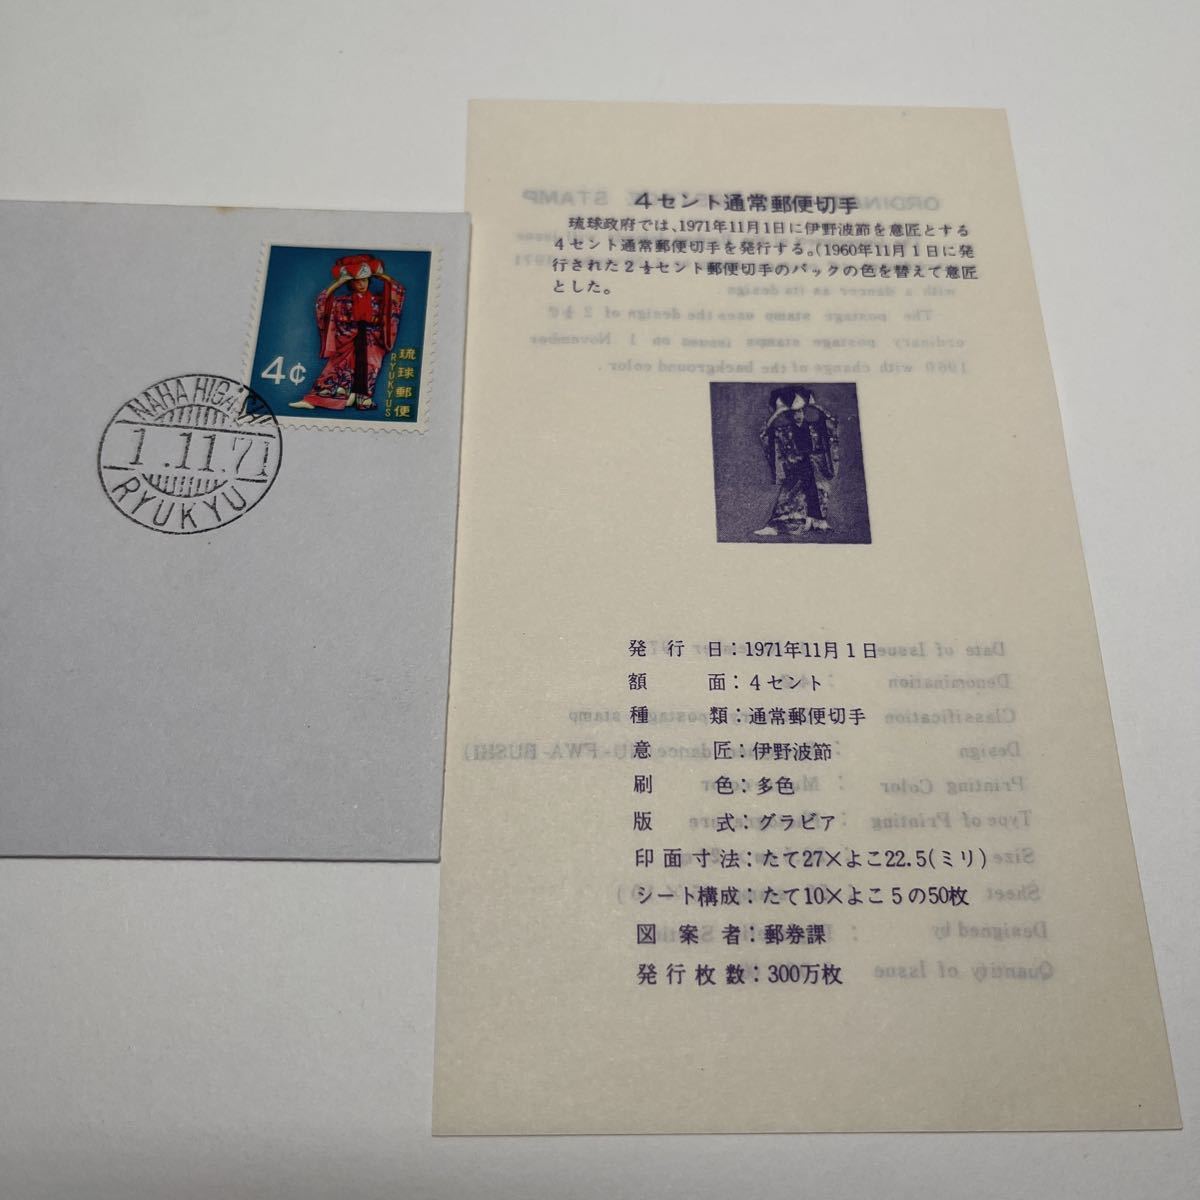 4¢
琉球郵便
RYUKYUS
NAHA HIGASHI
1.11.71
RYUKYU
4セント通常郵便切手
琉球政府では、1971年11月1日に伊野波節を意匠とする
4セント通常郵便切手を発行する。(1960年11月1日に発
行された2½セント郵便切手のバックの色を替えて意匠
とした。
発行日:1971年11月1日
額面:4セント
種類:通常郵便切手
意匠:伊野波節
刷色:多色
版式:グラビア
印面寸法:たて27×よこ22.5(ミリ)
シート構成:たて10×よこ5の50枚
図案者:郵券課
発行枚数:300万枚